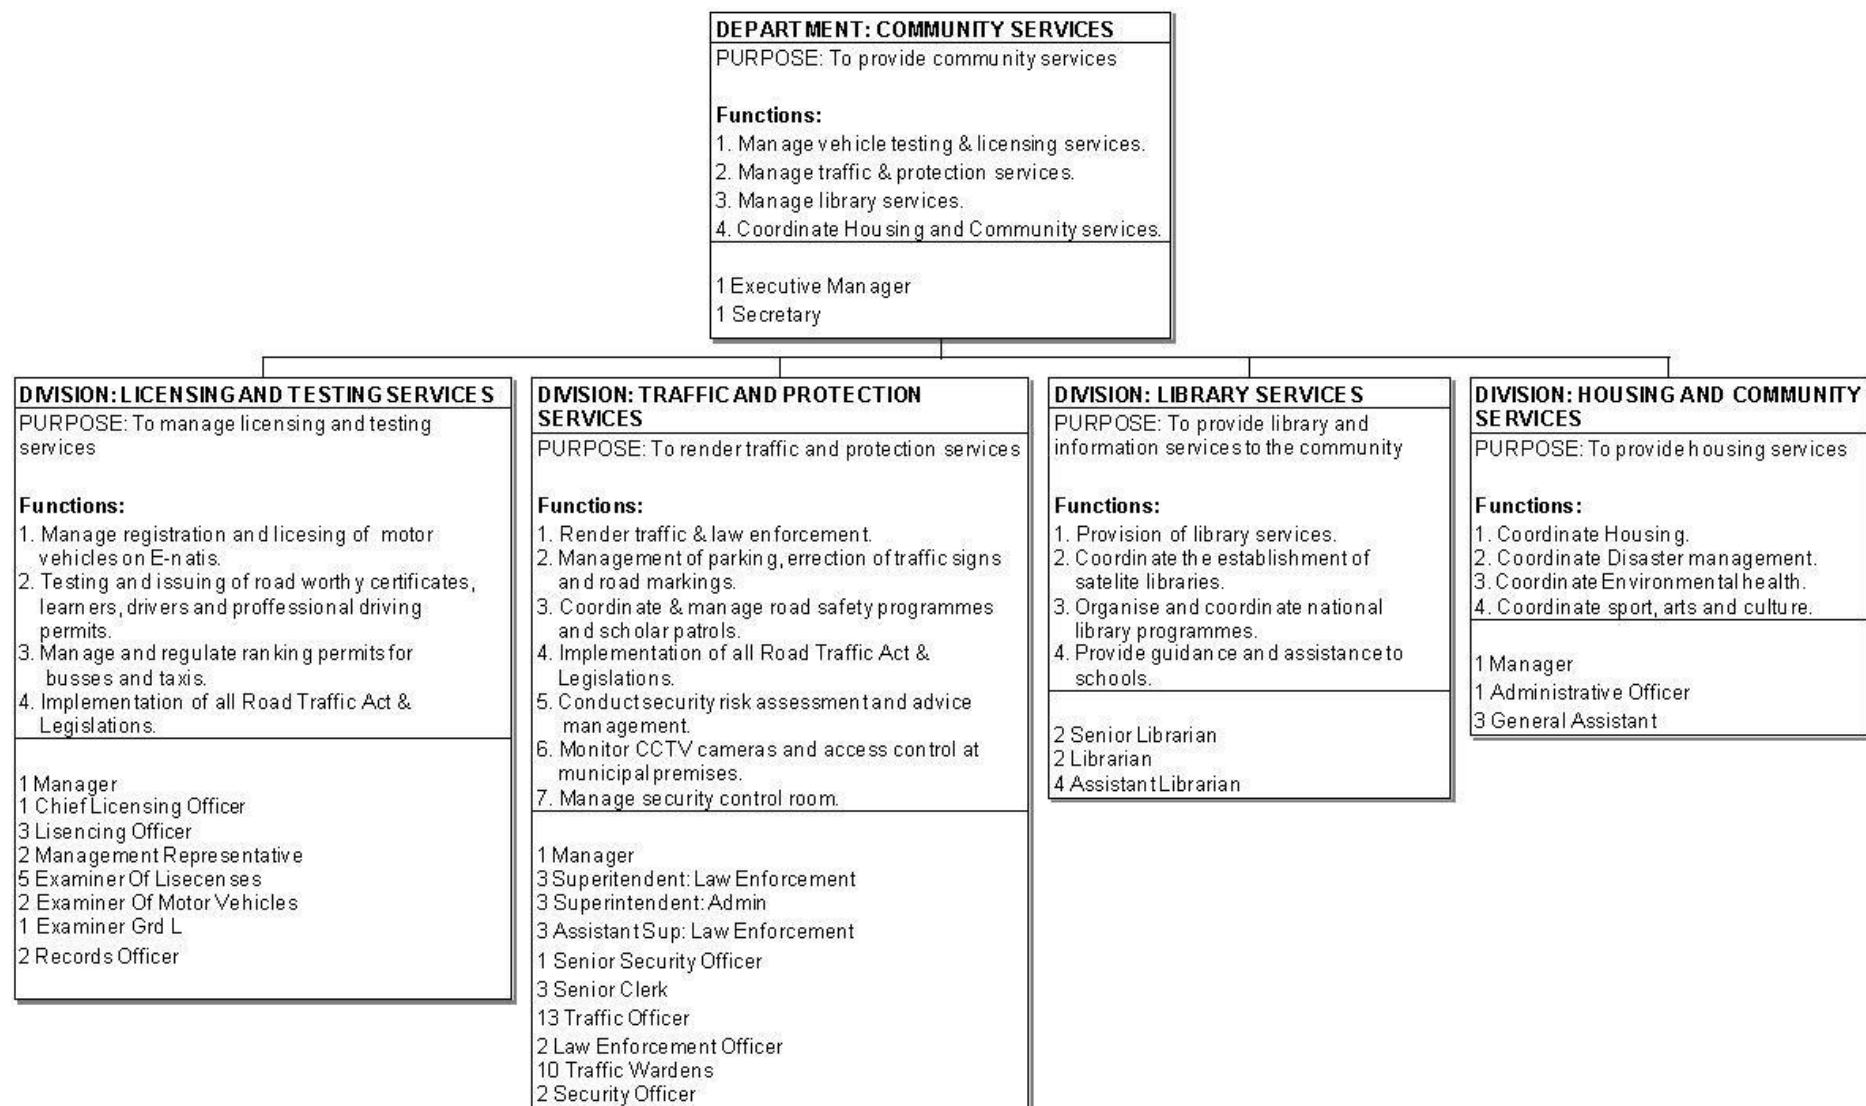 DEPARTMENT: COMMUNITY SERVICES
PURPOSE: To provide community services
Functions:
1. Manage vehicle testing & licensing services.
2. Manage traffic & protection services.
3. Manage library services.
4. Coordinate Housing and Community services.
1 Executive Manager
1 Secretary
DIVISION: LICENSING AND TESTING SERVICES
PURPOSE: To manage licensing and testing
services
Functions:
1. Manage registration and licesing of motor
vehicles on E-natis.
2. Testing and issuing of road worthy certificates,
learners, drivers and proffessional driving
permits.
3. Manage and regulate ranking permits for
busses and taxis.
4. Implementation of all Road Traffic Act &
Legislations.
1 Manager
1 Chief Licensing Officer
3 Lisencing Officer
2 Management Representative
5 Examiner Of Lisecenses
2 Examiner Of Motor Vehicles
1 Examiner Grd L
2 Records Officer
DIVISION: TRAFFIC AND PROTECTION
SERVICES
PURPOSE: To render traffic and protection services
Functions:
1. Render traffic & law enforcement.
2. Management of parking, errection of traffic signs
and road markings.
3. Coordinate & manage road safety programmes
and scholar patrols.
4. Implementation of all Road Traffic Act &
Legislations.
5. Conduct security risk assessment and advice
management.
6. Monitor CCTV cameras and access control at
municipal premises.
7. Manage security control room.
1 Manager
3 Superitendent: Law Enforcement
3 Superintendent: Admin
3 Assistant Sup: Law Enforcement
1 Senior Security Officer
3 Senior Clerk
13 Traffic Officer
2 Law Enforcement Officer
10 Traffic Wardens
2 Security Officer
DIVISION: LIBRARY SERVICES
PURPOSE: To provide library and
information services to the community
Functions:
1. Provision of library services.
2. Coordinate the establishment of
satelite libraries.
3. Organise and coordinate national
library programmes.
4. Provide guidance and assistance to
schools.
2 Senior Librarian
2 Librarian
4 Assistant Librarian
DIVISION: HOUSING AND COMMUNITY
SERVICES
PURPOSE: To provide housing services
Functions:
1. Coordinate Housing.
2. Coordinate Disaster management.
3. Coordinate Environmental health.
4. Coordinate sport, arts and culture.
1 Manager
1 Administrative Officer
3 General Assistant